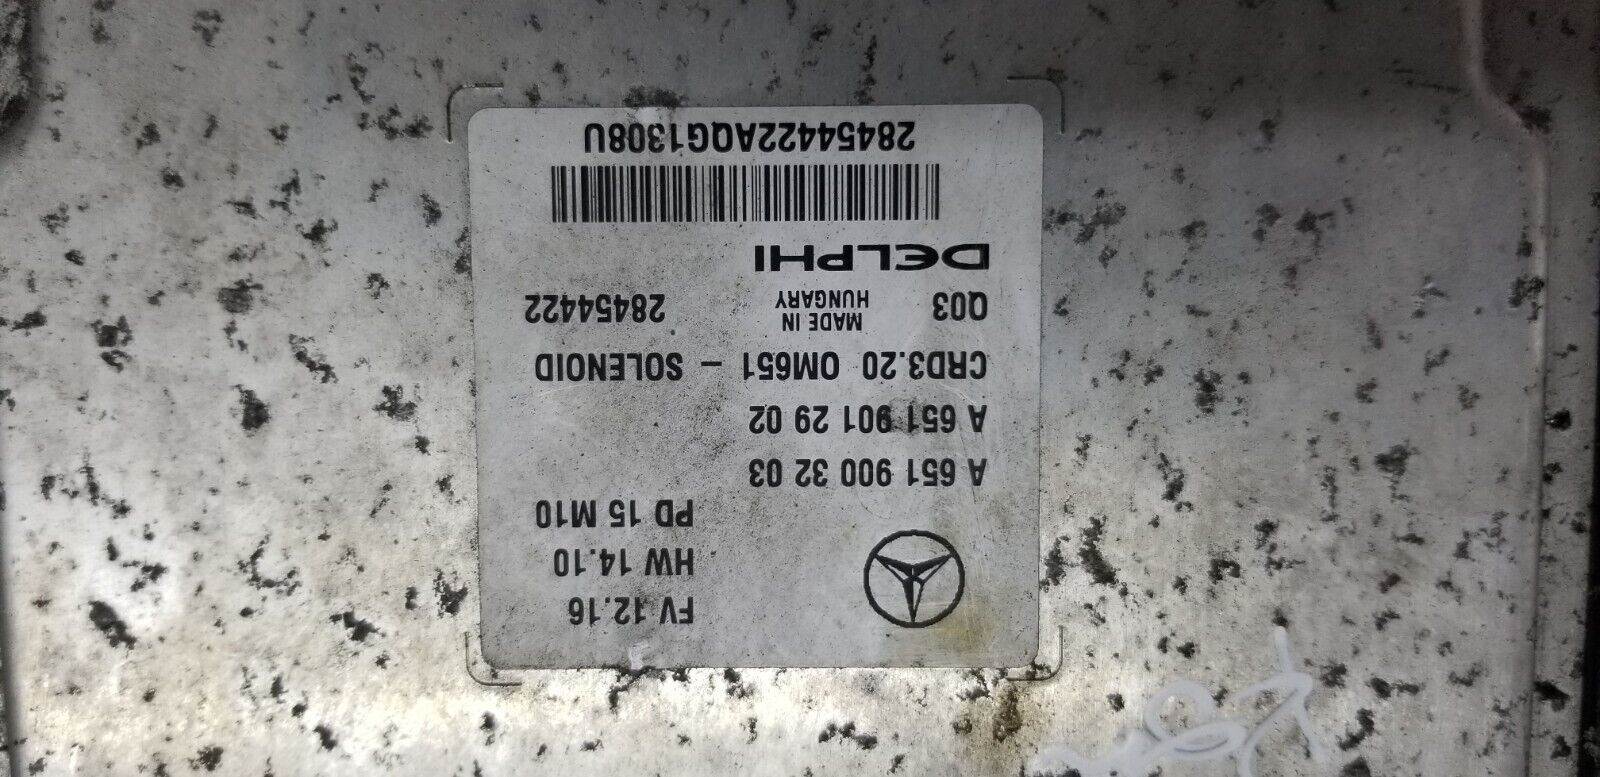 FV 12.16
HW 14.10
PD 15 M10
A 651 900 32 03
A 651 901 29 02
CRD3.20 OM651 - SOLENOID
Q03 MADE IN HUNGARY 28454422
DELPHI
28454422AQG1308U